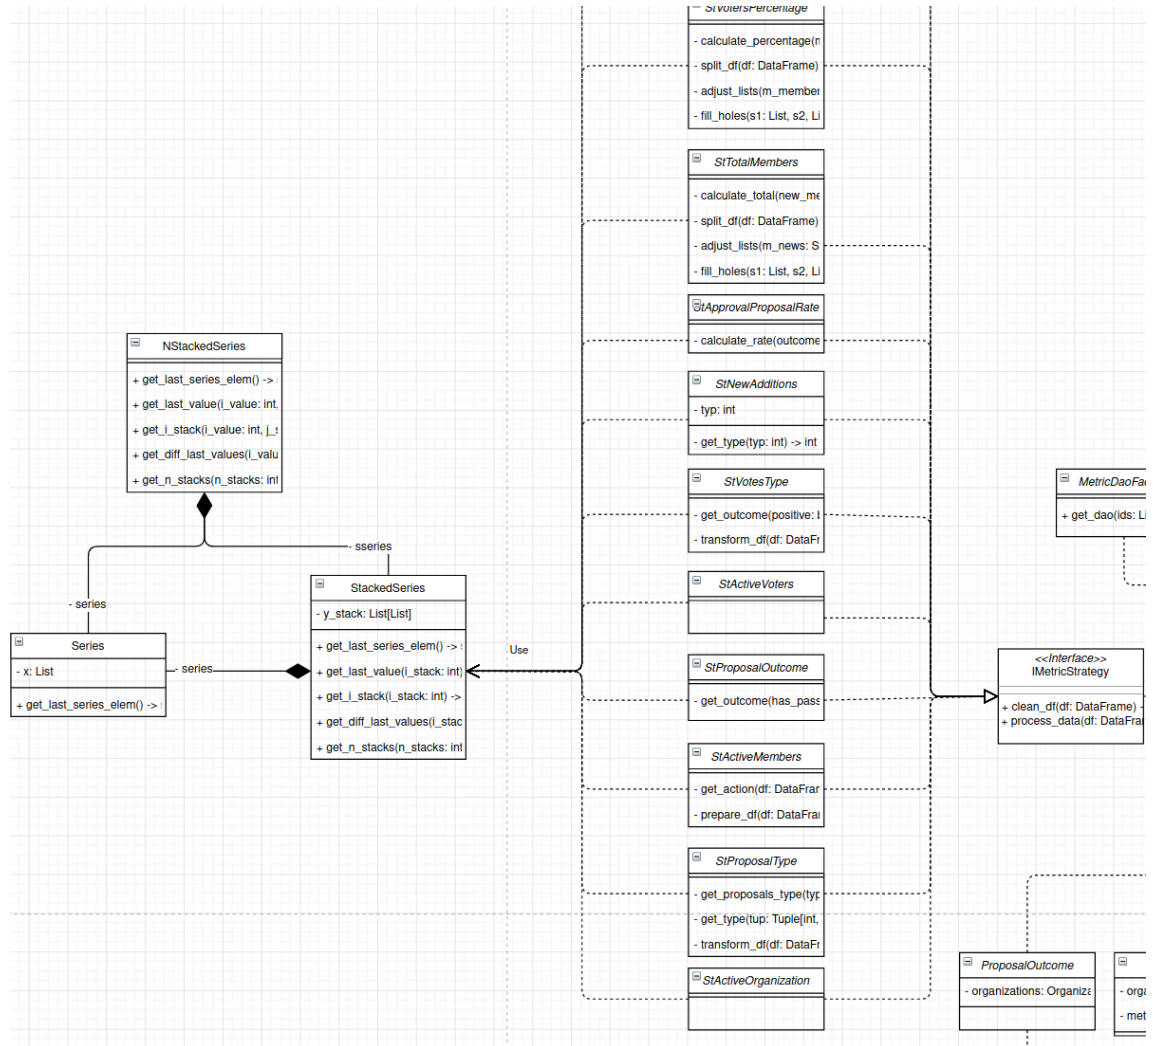 StVotersPercentage
- calculate_percentage(n
- split_df(df: DataFrame)
- adjust_lists(m_member
- fill_holes(s1: List, s2, Li
StTotalMembers
- calculate_total(new_me
- split_df(df: DataFrame)
- adjust_lists(m_news: S
- fill_holes(s1: List, s2, Li
StApprovalProposalRate
- calculate_rate(outcome
StNewAdditions
- typ: int
- get_type(typ: int) -> int
StVotesType
- get_outcome(positive: b
- transform_df(df: DataFr
StActiveVoters
StProposalOutcome
- get_outcome(has_pass
StActiveMembers
- get_action(df: DataFrar
- prepare_df(df: DataFra
StProposalType
- get_proposals_type(typ
- get_type(tup: Tuple[int,
- transform_df(df: DataFr
StActiveOrganization
NStackedSeries
+ get_last_series_elem() ->
+ get_last_value(i_value: int,
+ get_i_stack(i_value: int, j_s
+ get_diff_last_values(i_valu
+ get_n_stacks(n_stacks: int
- sseries
- series
StackedSeries
- y_stack: List[List]
+ get_last_series_elem() -> s
+ get_last_value(i_stack: int)
+ get_i_stack(i_stack: int) ->
+ get_diff_last_values(i_stac
+ get_n_stacks(n_stacks: int
Series
- x: List
+ get_last_series_elem() ->
- series
Use
MetricDaoFac
+ get_dao(ids: Li
<<Interface>>
IMetricStrategy
+ clean_df(df: DataFrame) -
+ process_data(df: DataFrar
ProposalOutcome
- organizations: Organiza
- orga
- met